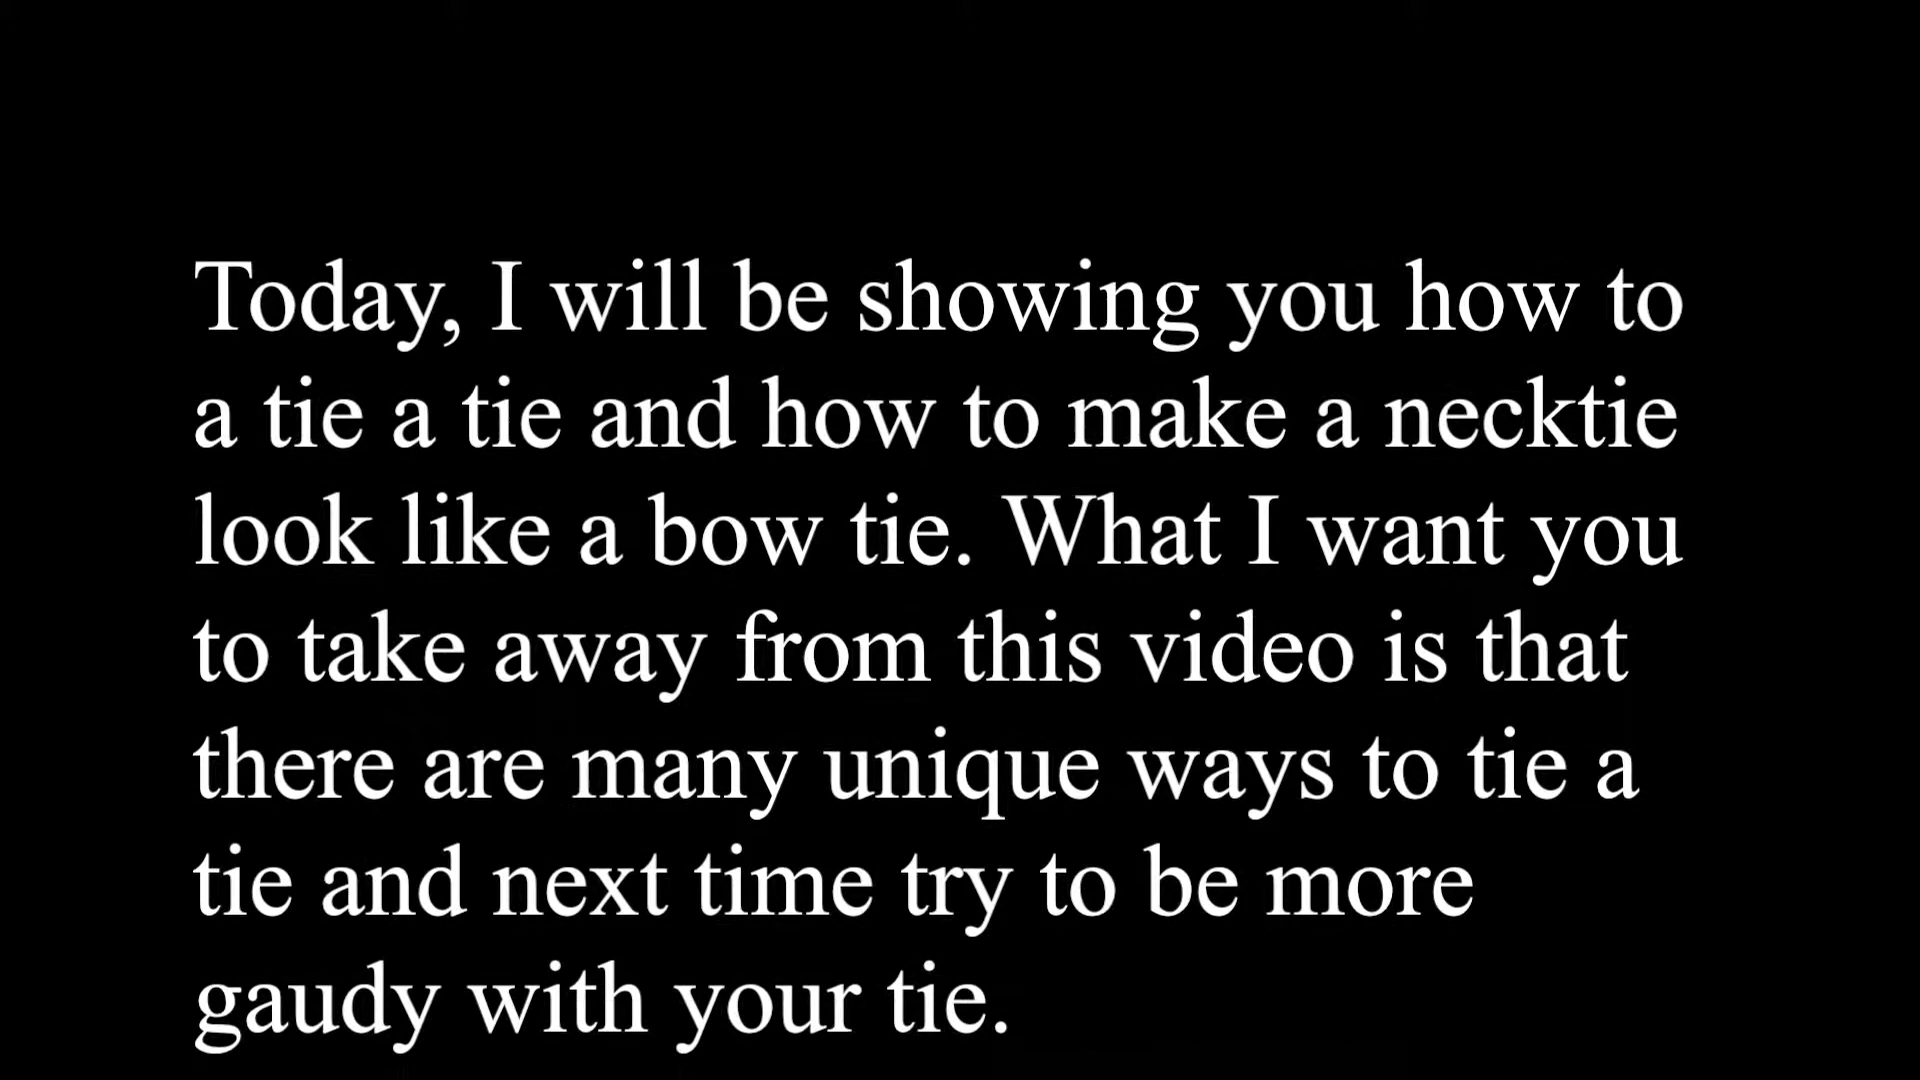 Today, I will be showing you how to
a tie a tie and how to make a necktie
look like a bow tie. What I want you
to take away from this video is that
there are many unique ways to tie a
tie and next time try to be more
gaudy with your tie.